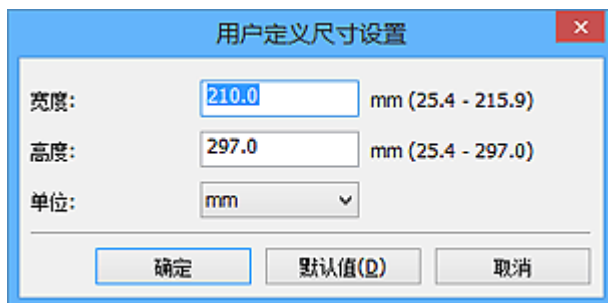 用户定义尺寸设置
宽度: 210.0 mm (25.4 - 215.9)
高度: 297.0 mm (25.4 - 297.0)
单位: mm
确定 默认值(D) 取消